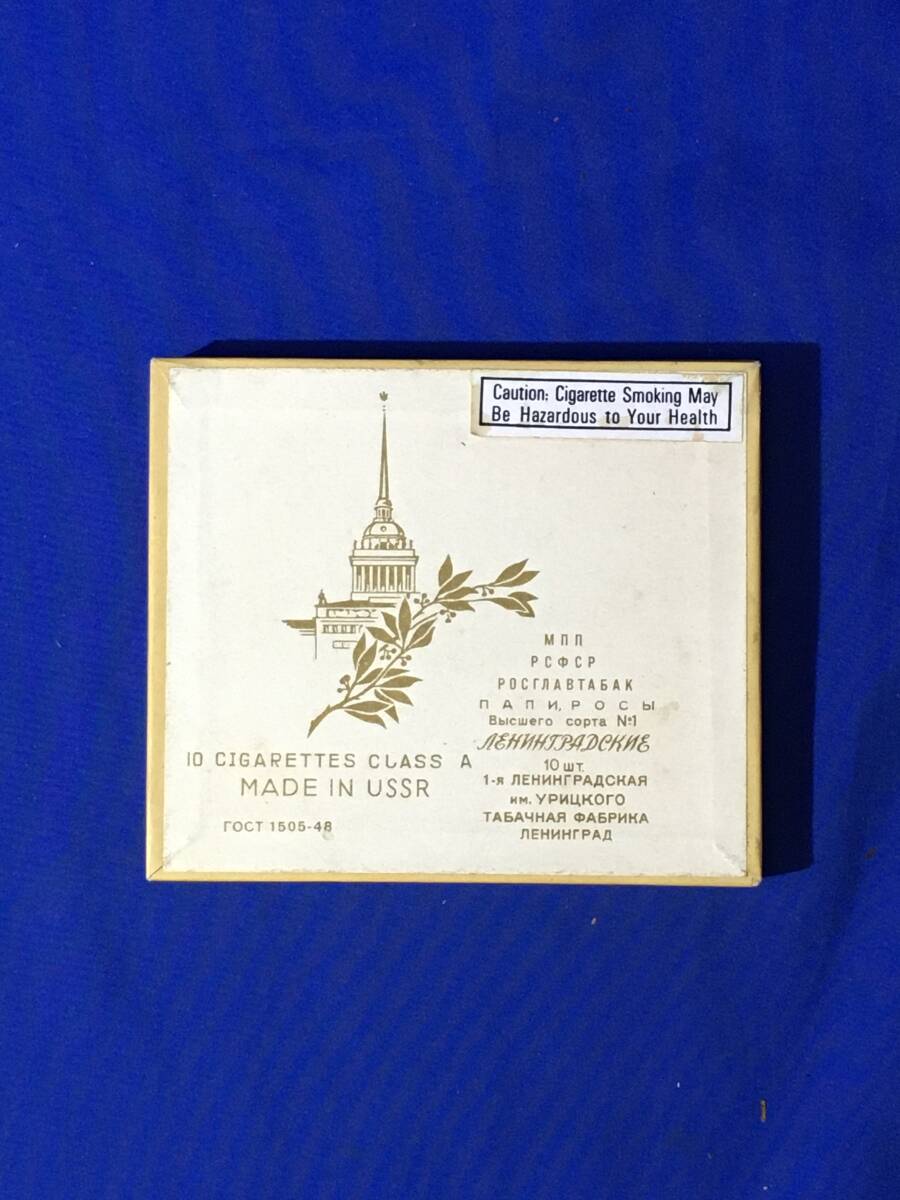 Caution: Cigarette Smoking May
Be Hazardous to Your Health
МПП
РСФСР
РОСГЛАВТАБАК
ПАПИРОСЫ
Высшего сорта №1
ЛЕНИНГРАДСКИЕ
10 шт.
1-я ЛЕНИНГРАДСКАЯ
им. УРИЦКОГО
ТАБАЧНАЯ ФАБРИКА
ЛЕНИНГРАД
10 CIGARETTES CLASS A
MADE IN USSR
ГОСТ 1505-48